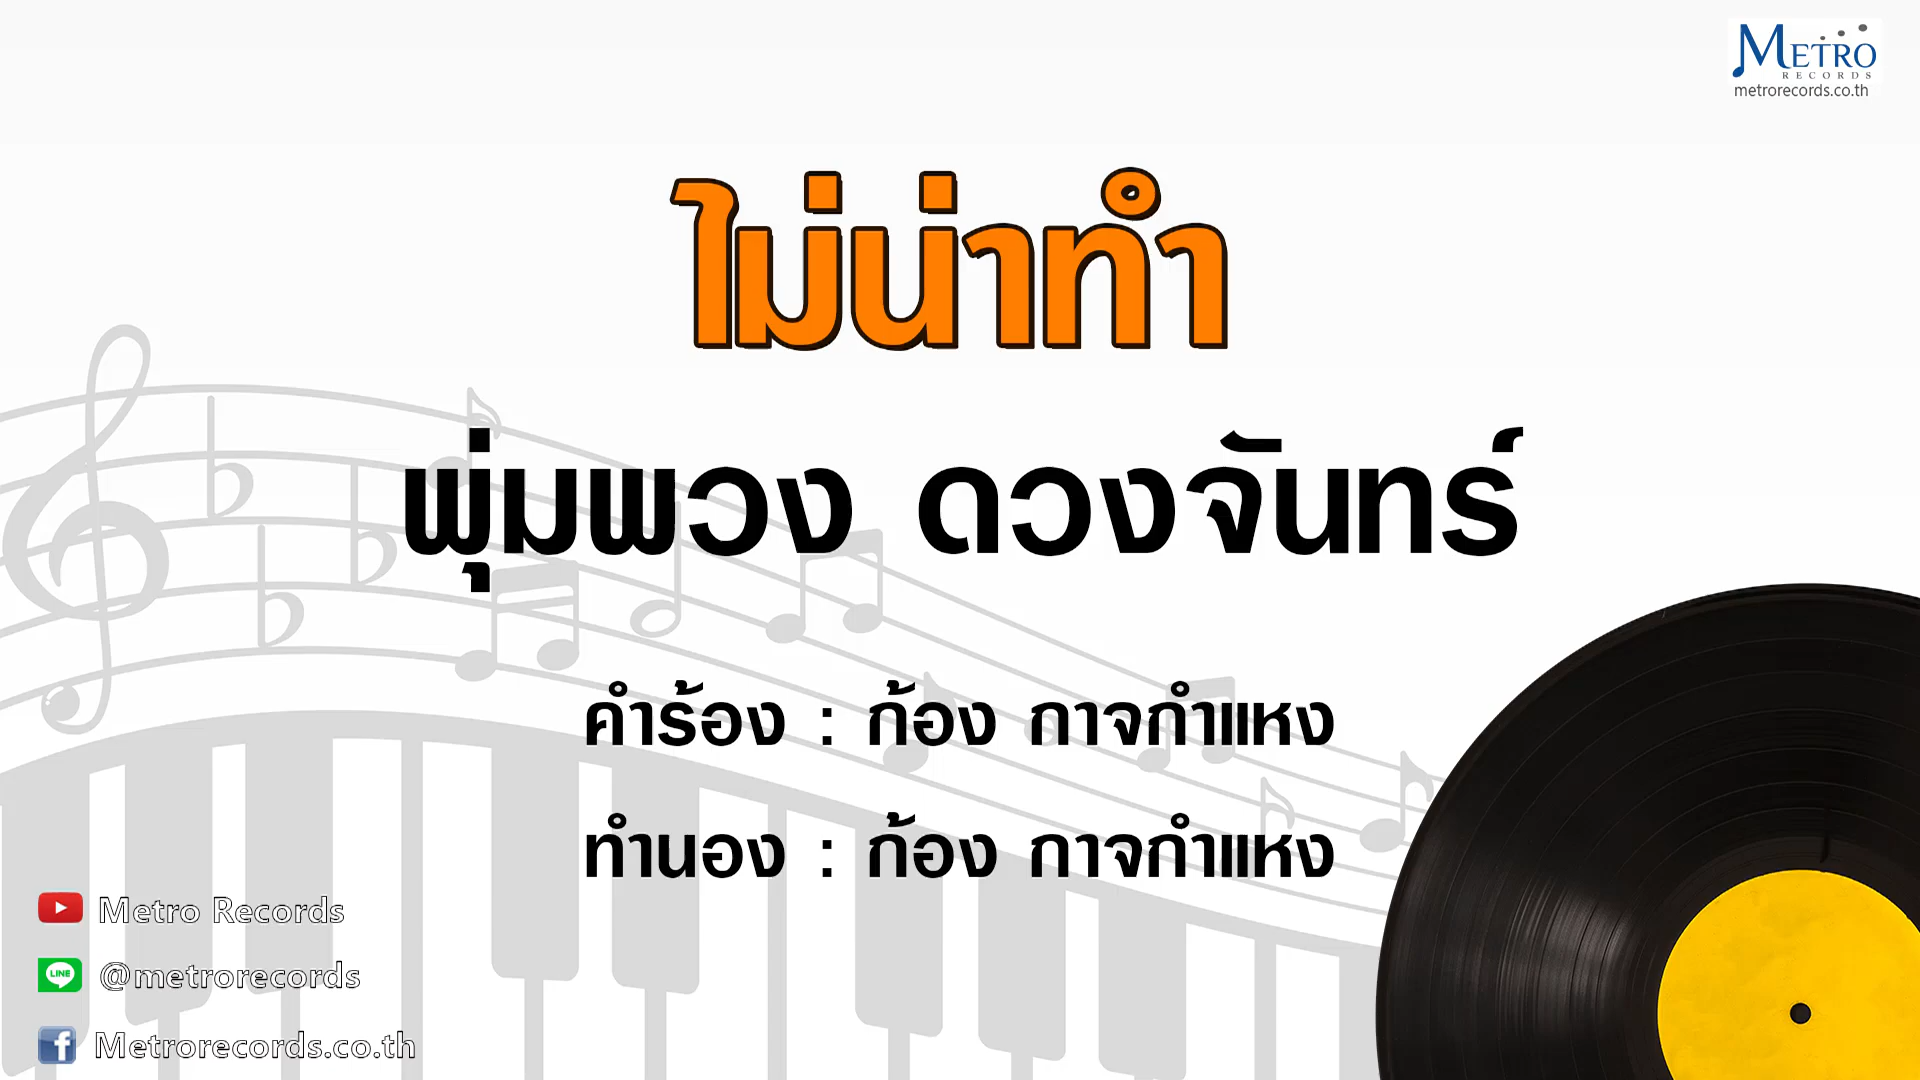 METRO
RECORDS
metrorecords.co.th
ไม่น่าทำ
พุ่มพวง ดวงจันทร์
คำร้อง : ก้อง กาจกำแหง
ทำนอง : ก้อง กาจกำแหง
Metro Records
LINE @metrorecords
f Metrorecords.co.th